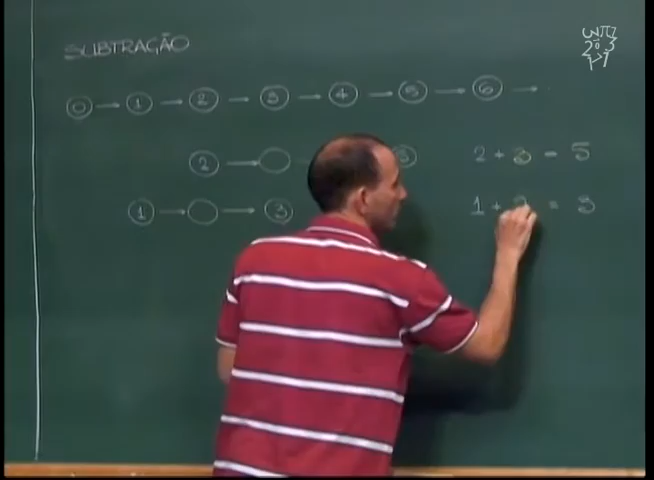 SUBTRAÇÃO
0 → 1 → 2 → 3 → 4 → 5 → 6 →
2 → 2 + 3 = 5
1 → → 3 1 + = 3